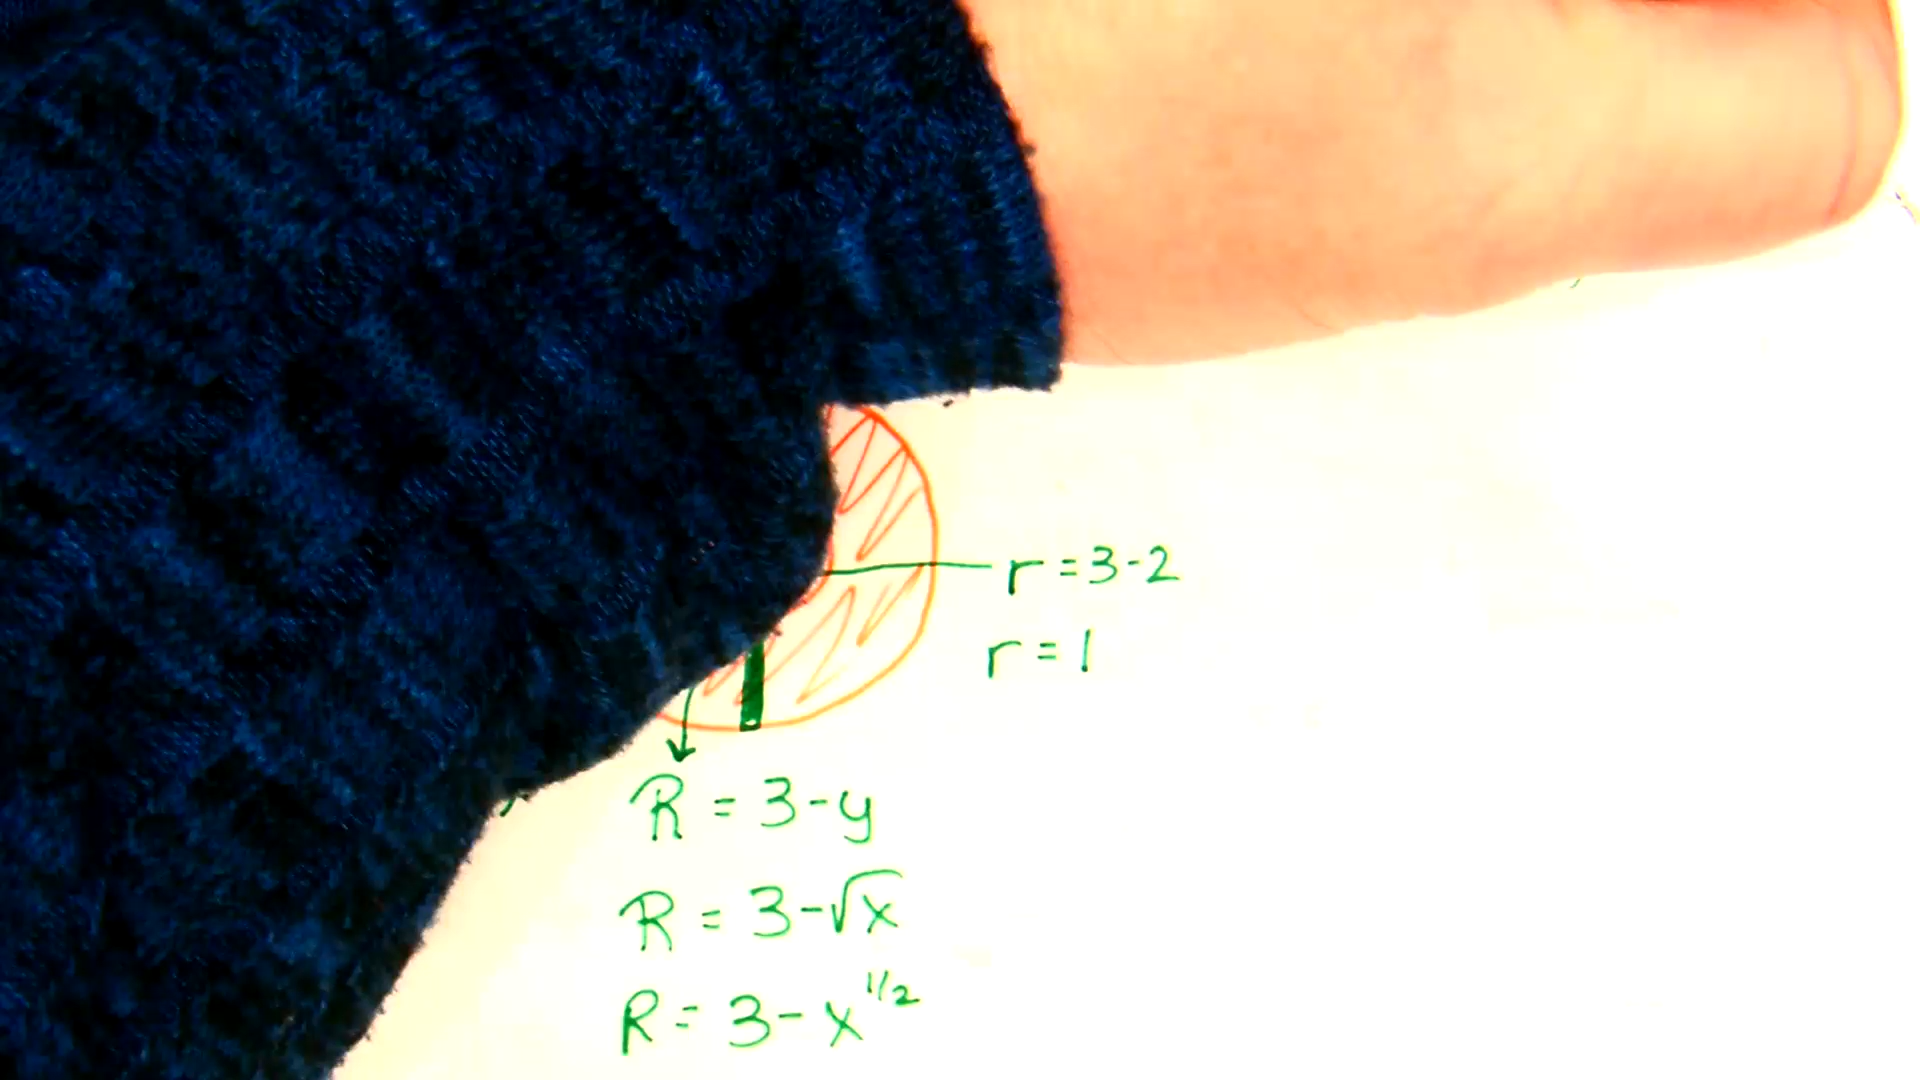 r = 3-2
r = 1
R = 3-y
R = 3-√x
R = 3-x^{1/2}